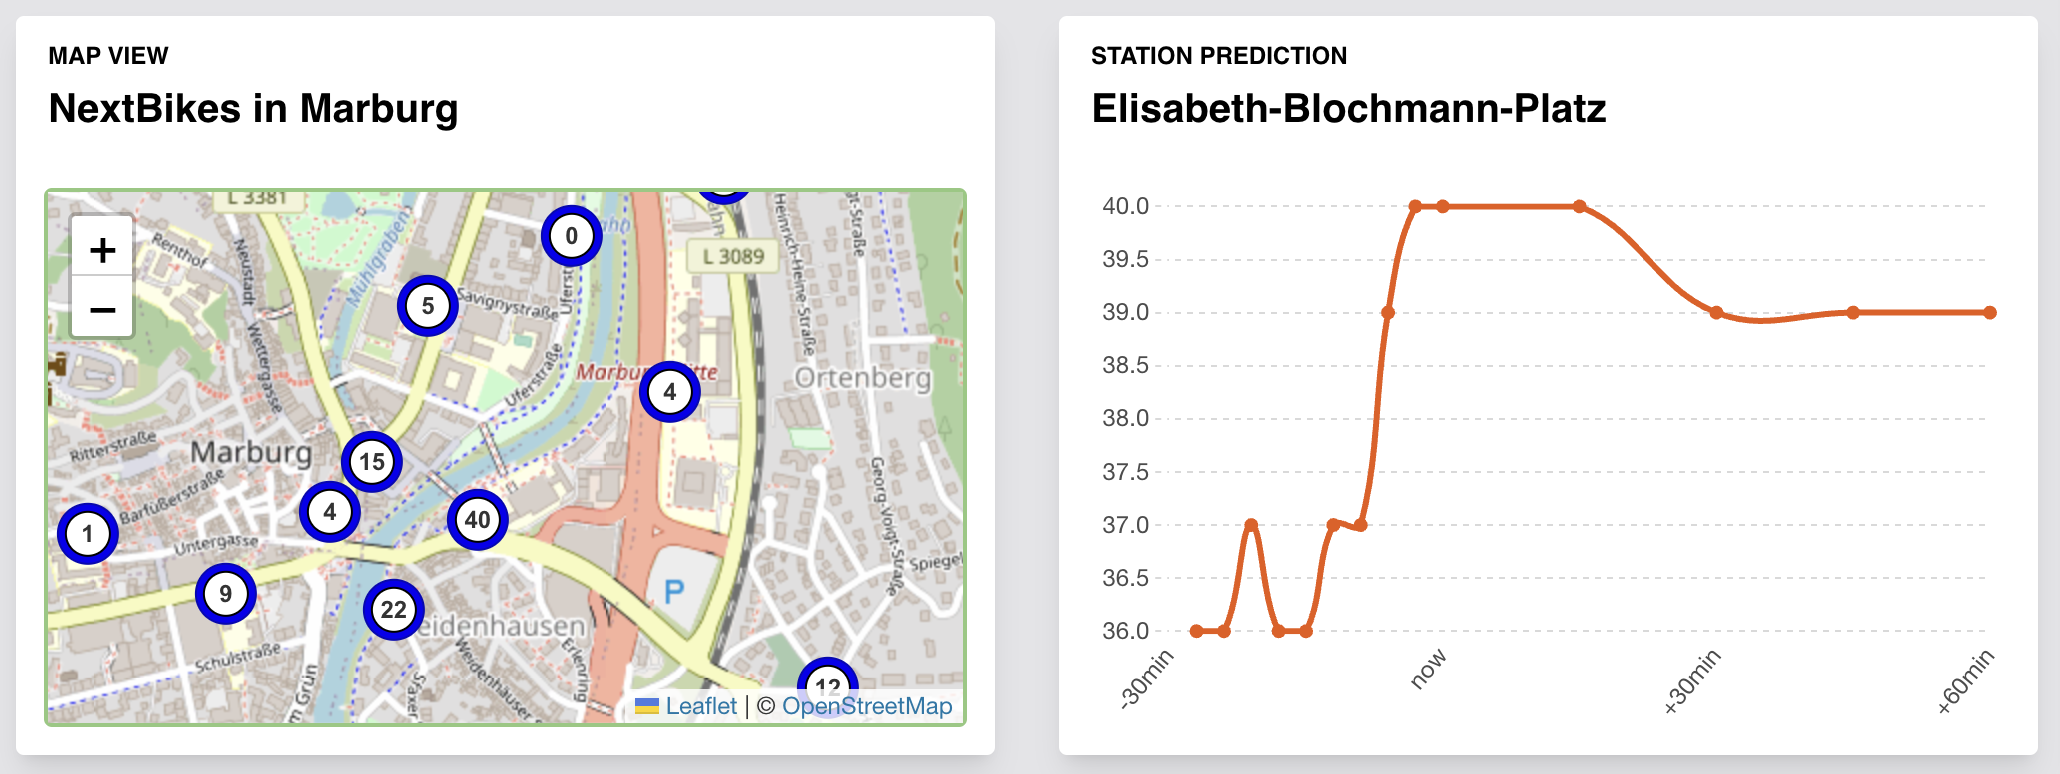 MAP VIEW
NextBikes in Marburg
+
−
L 3381
Renthof
Neustadt
Mühlgraben
Wettergasse
0
5
Savignystraße
Uferstraße
L 3089
Heinrich-Heine-Straße
4
Ortenberg
Ritterstraße
Marburg
15
Barfüßerstraße
4
40
1
Untergasse
Georg-Voigt-Straße
Spiegel
9
22
eidenhausen
P
Schulstraße
Weidenhäuser S
Erlenring
m Grün
12
Leaflet | © OpenStreetMap
STATION PREDICTION
Elisabeth-Blochmann-Platz
40.0
39.5
39.0
38.5
38.0
37.5
37.0
36.5
36.0
-30min
now
+30min
+60min